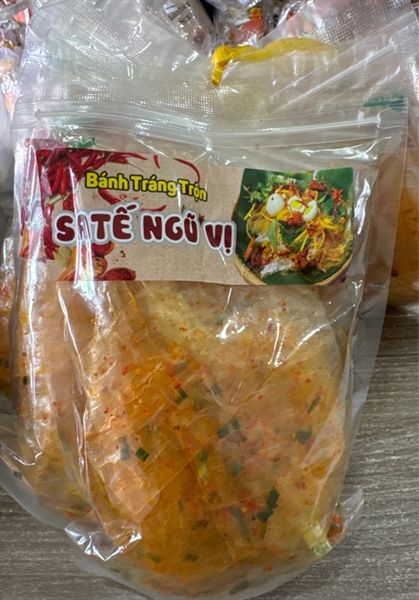 Bánh Tráng Trộn
SATẾ NGŨ VỊ